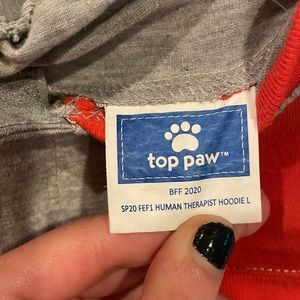 top paw™
BFF 2020
SP20 FEF1 HUMAN THERAPIST HOODIE L